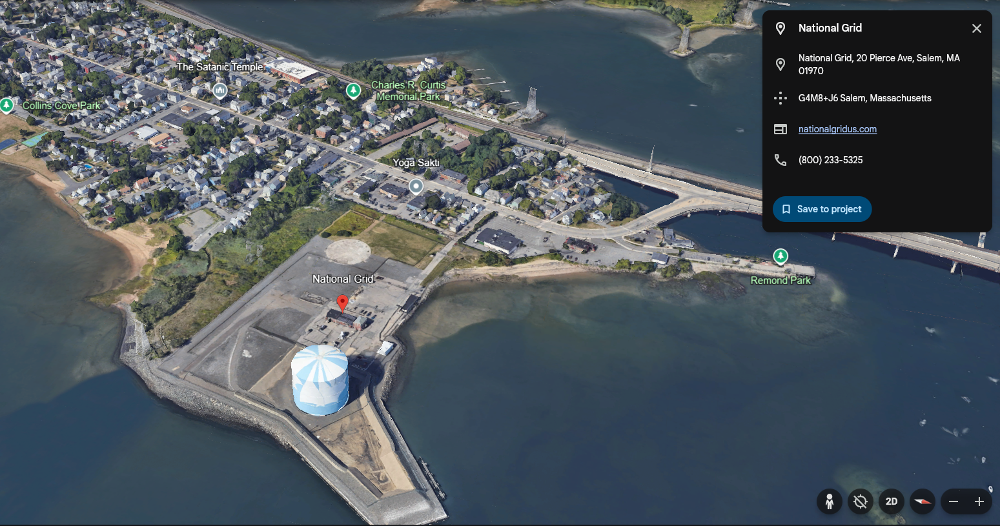 National Grid
National Grid, 20 Pierce Ave, Salem, MA
01970
G4M8+J6 Salem, Massachusetts
nationalgridus.com
(800) 233-5325
Save to project
The Satanic Temple
Charles R. Curtis
Memorial Park
Collins Cove Park
Yoga Sakti
National Grid
Remond Park
2D